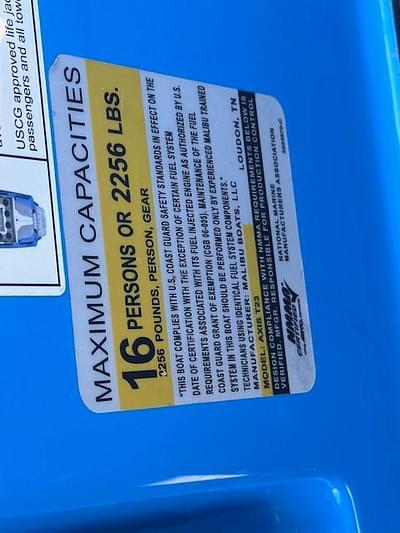 USCG approved life jac
passengers and all tow
MAXIMUM CAPACITIES
16 PERSONS OR 2256 LBS.
2256 POUNDS, PERSON, GEAR
*THIS BOAT COMPLIES WITH U.S. COAST GUARD SAFETY STANDARDS IN EFFECT ON THE
DATE OF CERTIFICATION WITH THE EXCEPTION OF CERTAIN FUEL SYSTEM
REQUIREMENTS ASSOCIATED WITH ITS FUEL INJECTED ENGINE AS AUTHORIZED BY U.S.
COAST GUARD GRANT OF EXEMPTION (CGB 06-005). MAINTENANCE OF THE FUEL
SYSTEM IN THIS BOAT SHOULD BE PERFORMED ONLY BY EXPERIENCED MALIBU TRAINED
TECHNICIANS USING IDENTICAL FUEL SYSTEM COMPONENTS.
MANUFACTURER: MALIBU BOATS, LLC LOUDON, TN
MODEL: AXIS T23
DESIGN COMPLIANCE WITH NMMA REQUIREMENTS BELOW IS
VERIFIED. MFGR. RESPONSIBLE FOR PRODUCTION CONTROL
NMMA
CERTIFIED
NATIONAL MARINE
MANUFACTURERS ASSOCIATION